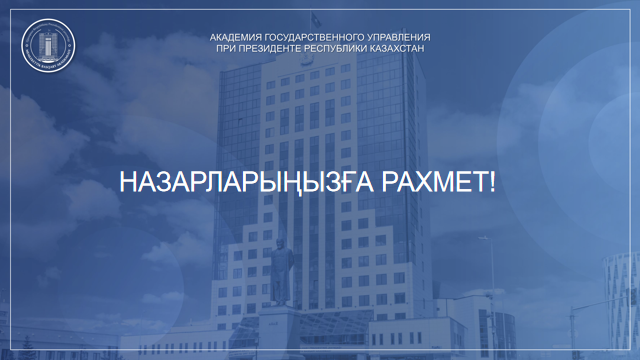 АКАДЕМИЯ ГОСУДАРСТВЕННОГО УПРАВЛЕНИЯ
ПРИ ПРЕЗИДЕНТЕ РЕСПУБЛИКИ КАЗАХСТАН
НАЗАРЛАРЫҢЫЗҒА РАХМЕТ!